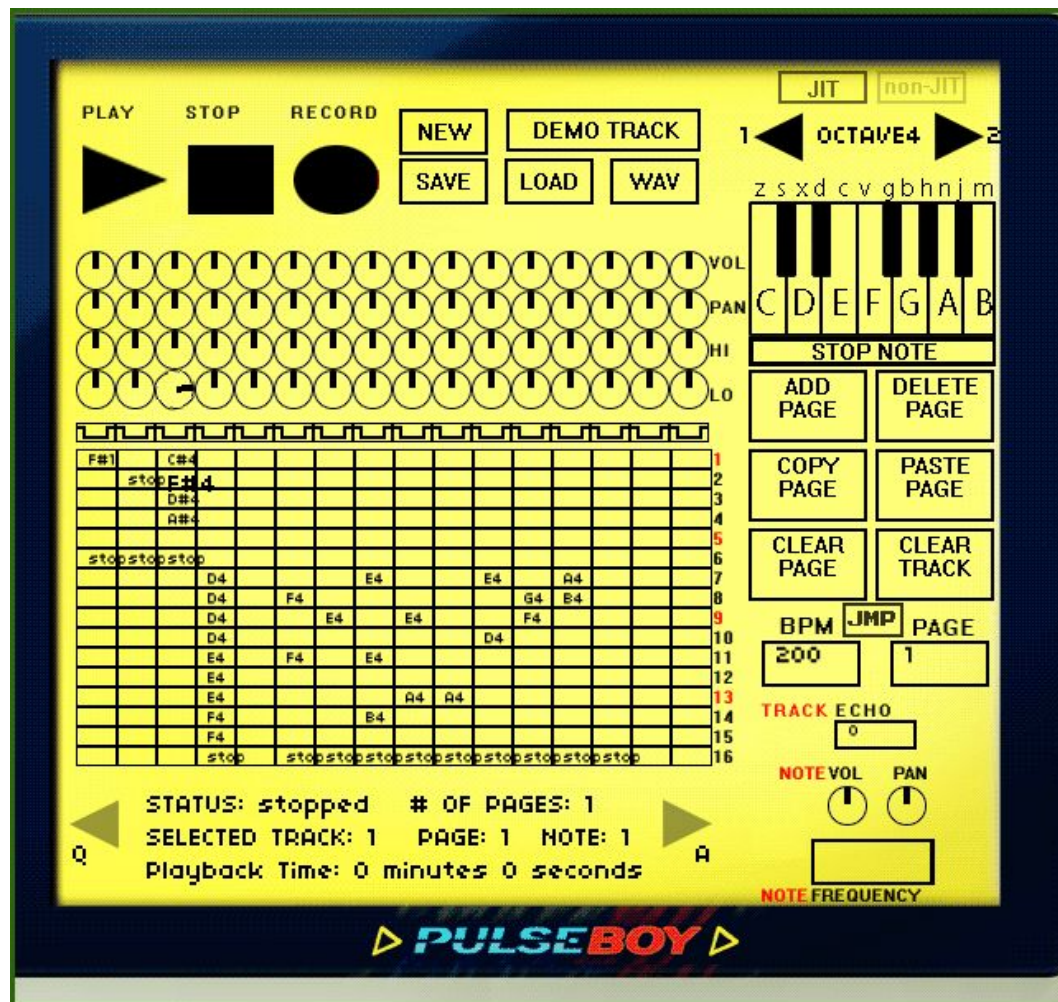 JIT non-JIT
PLAY STOP RECORD
NEW DEMO TRACK
1 OCTAVE4 2
SAVE LOAD WAV
z s x d c v g b h n j m
VOL
PAN
C D E F G A B
HI
STOP NOTE
LO
ADD PAGE DELETE PAGE
F#1 C#4 1
stop F#4 2
D#4 3
A#4 4
5
stop stop stop 6
D4 E4 E4 A4 7
D4 F4 G4 B4 8
D4 E4 E4 F4 9
D4 D4 10
E4 F4 E4 11
E4 12
E4 A4 A4 13
F4 B4 14
F4 15
stop stop stop stop stop stop stop stop stop stop 16
COPY PAGE PASTE PAGE
CLEAR PAGE CLEAR TRACK
BPM JMP PAGE
200 1
TRACK ECHO
0
NOTE VOL PAN
NOTE FREQUENCY
STATUS: stopped # OF PAGES: 1
SELECTED TRACK: 1 PAGE: 1 NOTE: 1
Q A
Playback Time: 0 minutes 0 seconds
PULSEBOY